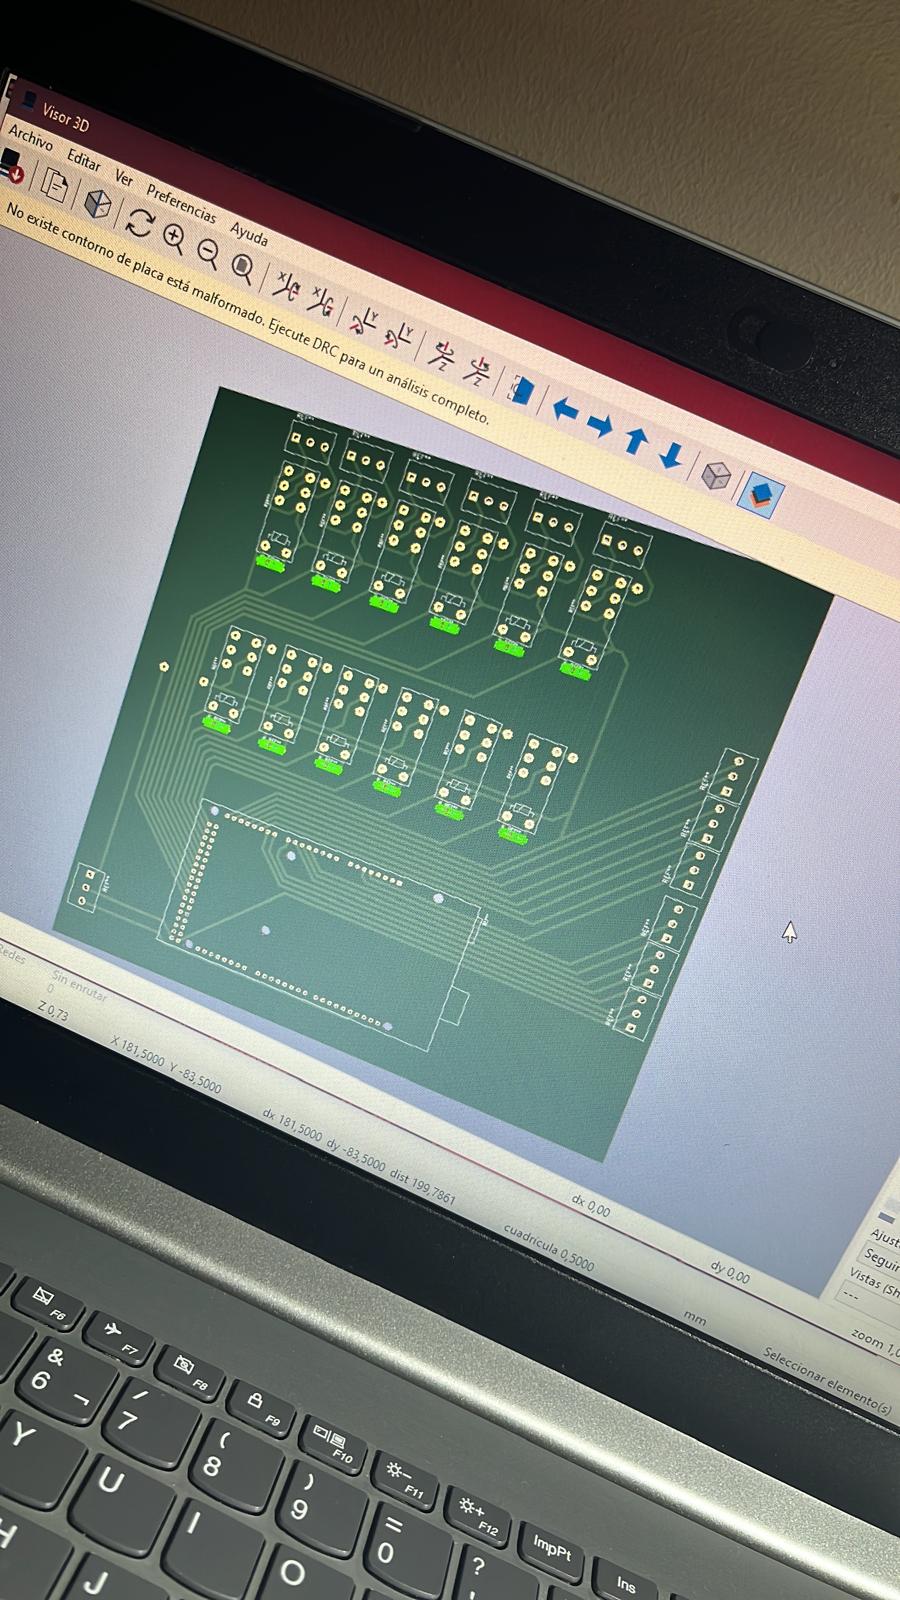 Visor 3D
Archivo Editar Ver Preferencias Ayuda
No existe contorno de placa está malformado. Ejecute DRC para un análisis completo.
Sin enrutar
0
Z 0,73
X 181,5000 Y -83,5000
dx 181,5000 dy -83,5000 dist 199,7861
dx 0,00
dy 0,00
cuadrícula 0,5000
mm
Seleccionar elemento(s)
Seguir
Vistas (Sh
---
zoom 1,0
F6
F7
F8
F9
F10
F11
F12
ImpPt
Ins
& 6 ¬
/ 7
( 8
) 9
= 0
?
Y U I O
H J